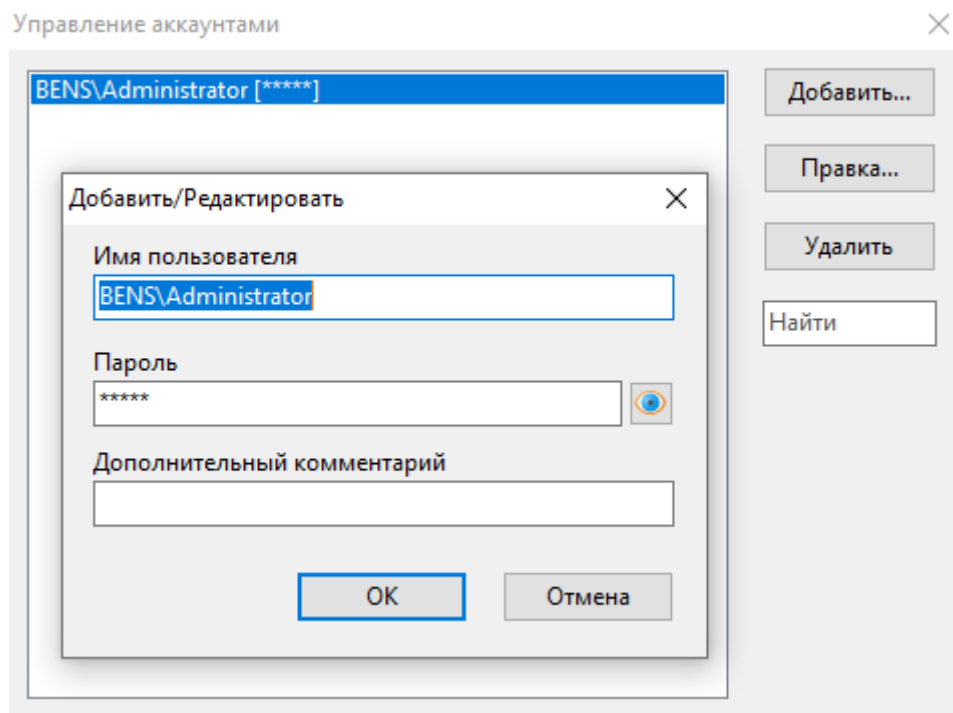 Управление аккаунтами
BENS\Administrator [*****]
Добавить...
Правка...
Удалить
Найти
Добавить/Редактировать
Имя пользователя
BENS\Administrator
Пароль
*****
Дополнительный комментарий
OK
Отмена